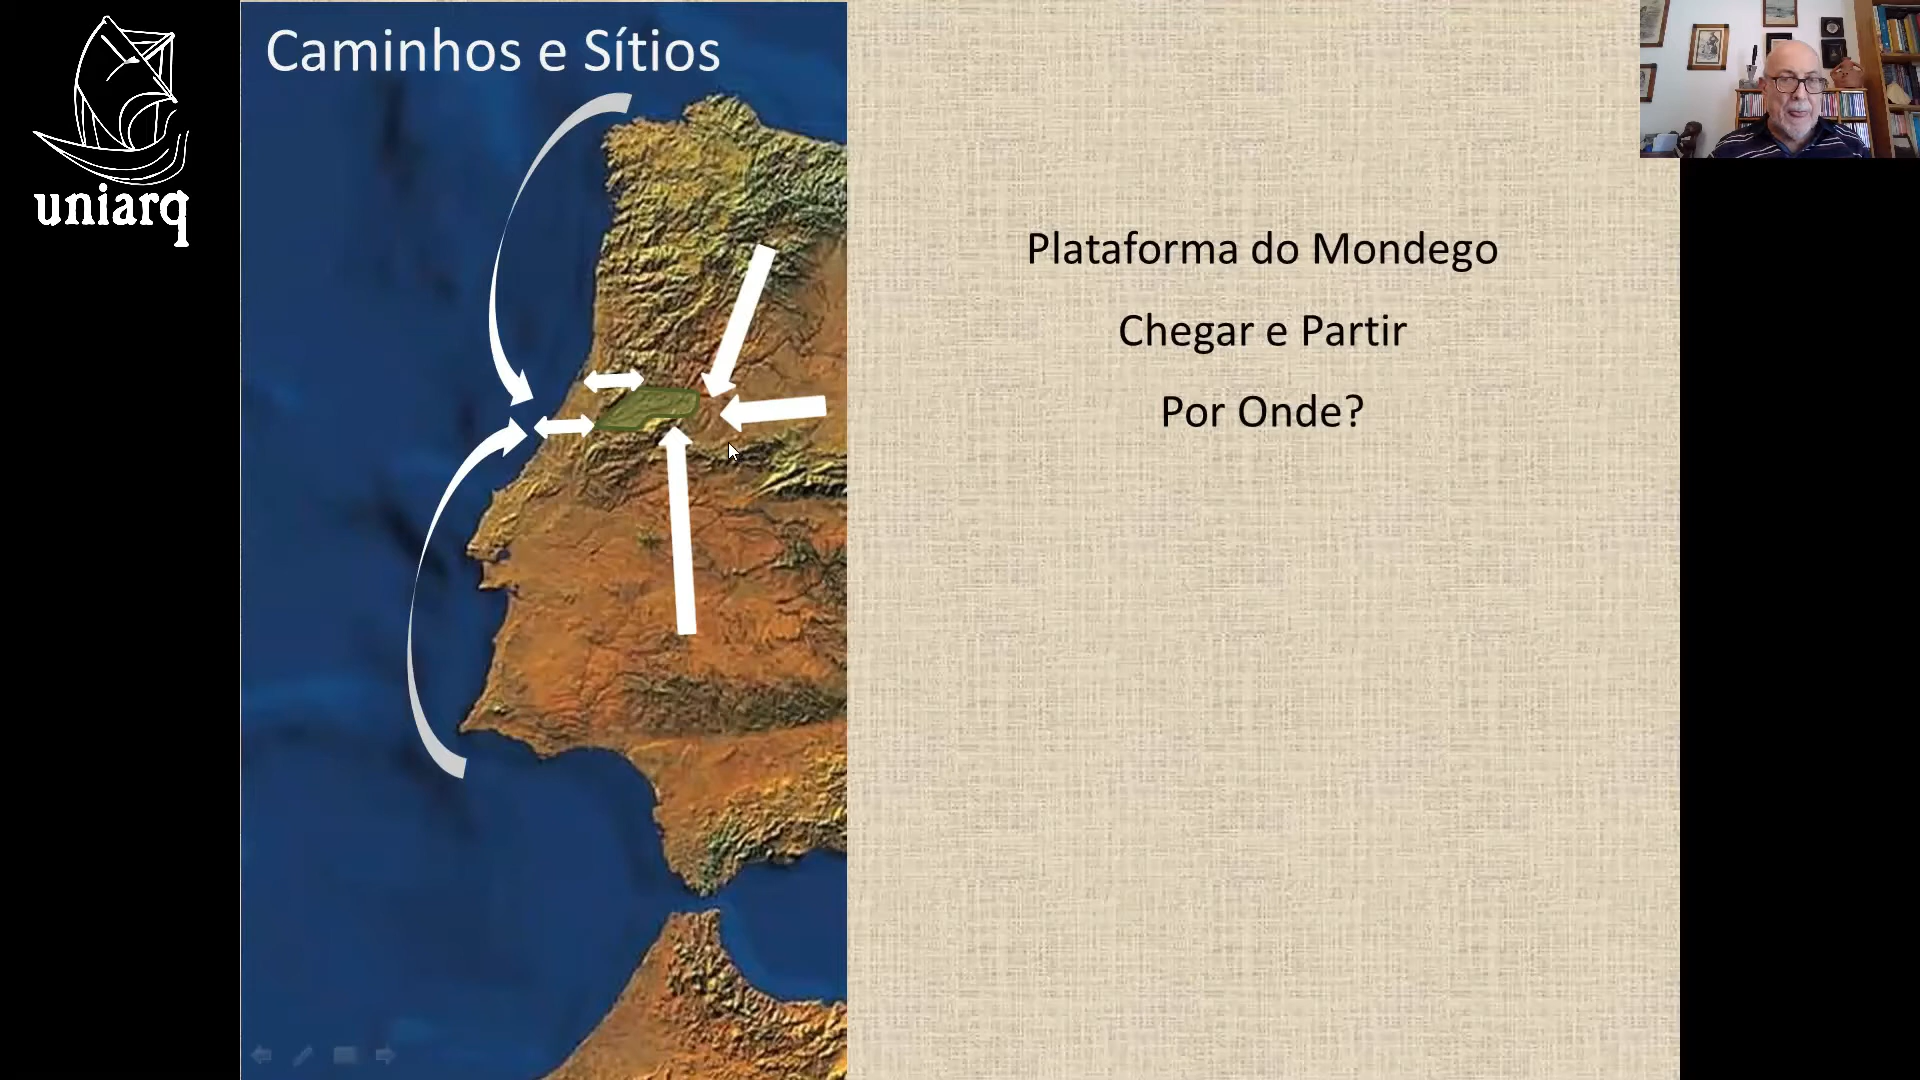 Caminhos e Sítios
uniarq
Plataforma do Mondego
Chegar e Partir
Por Onde?